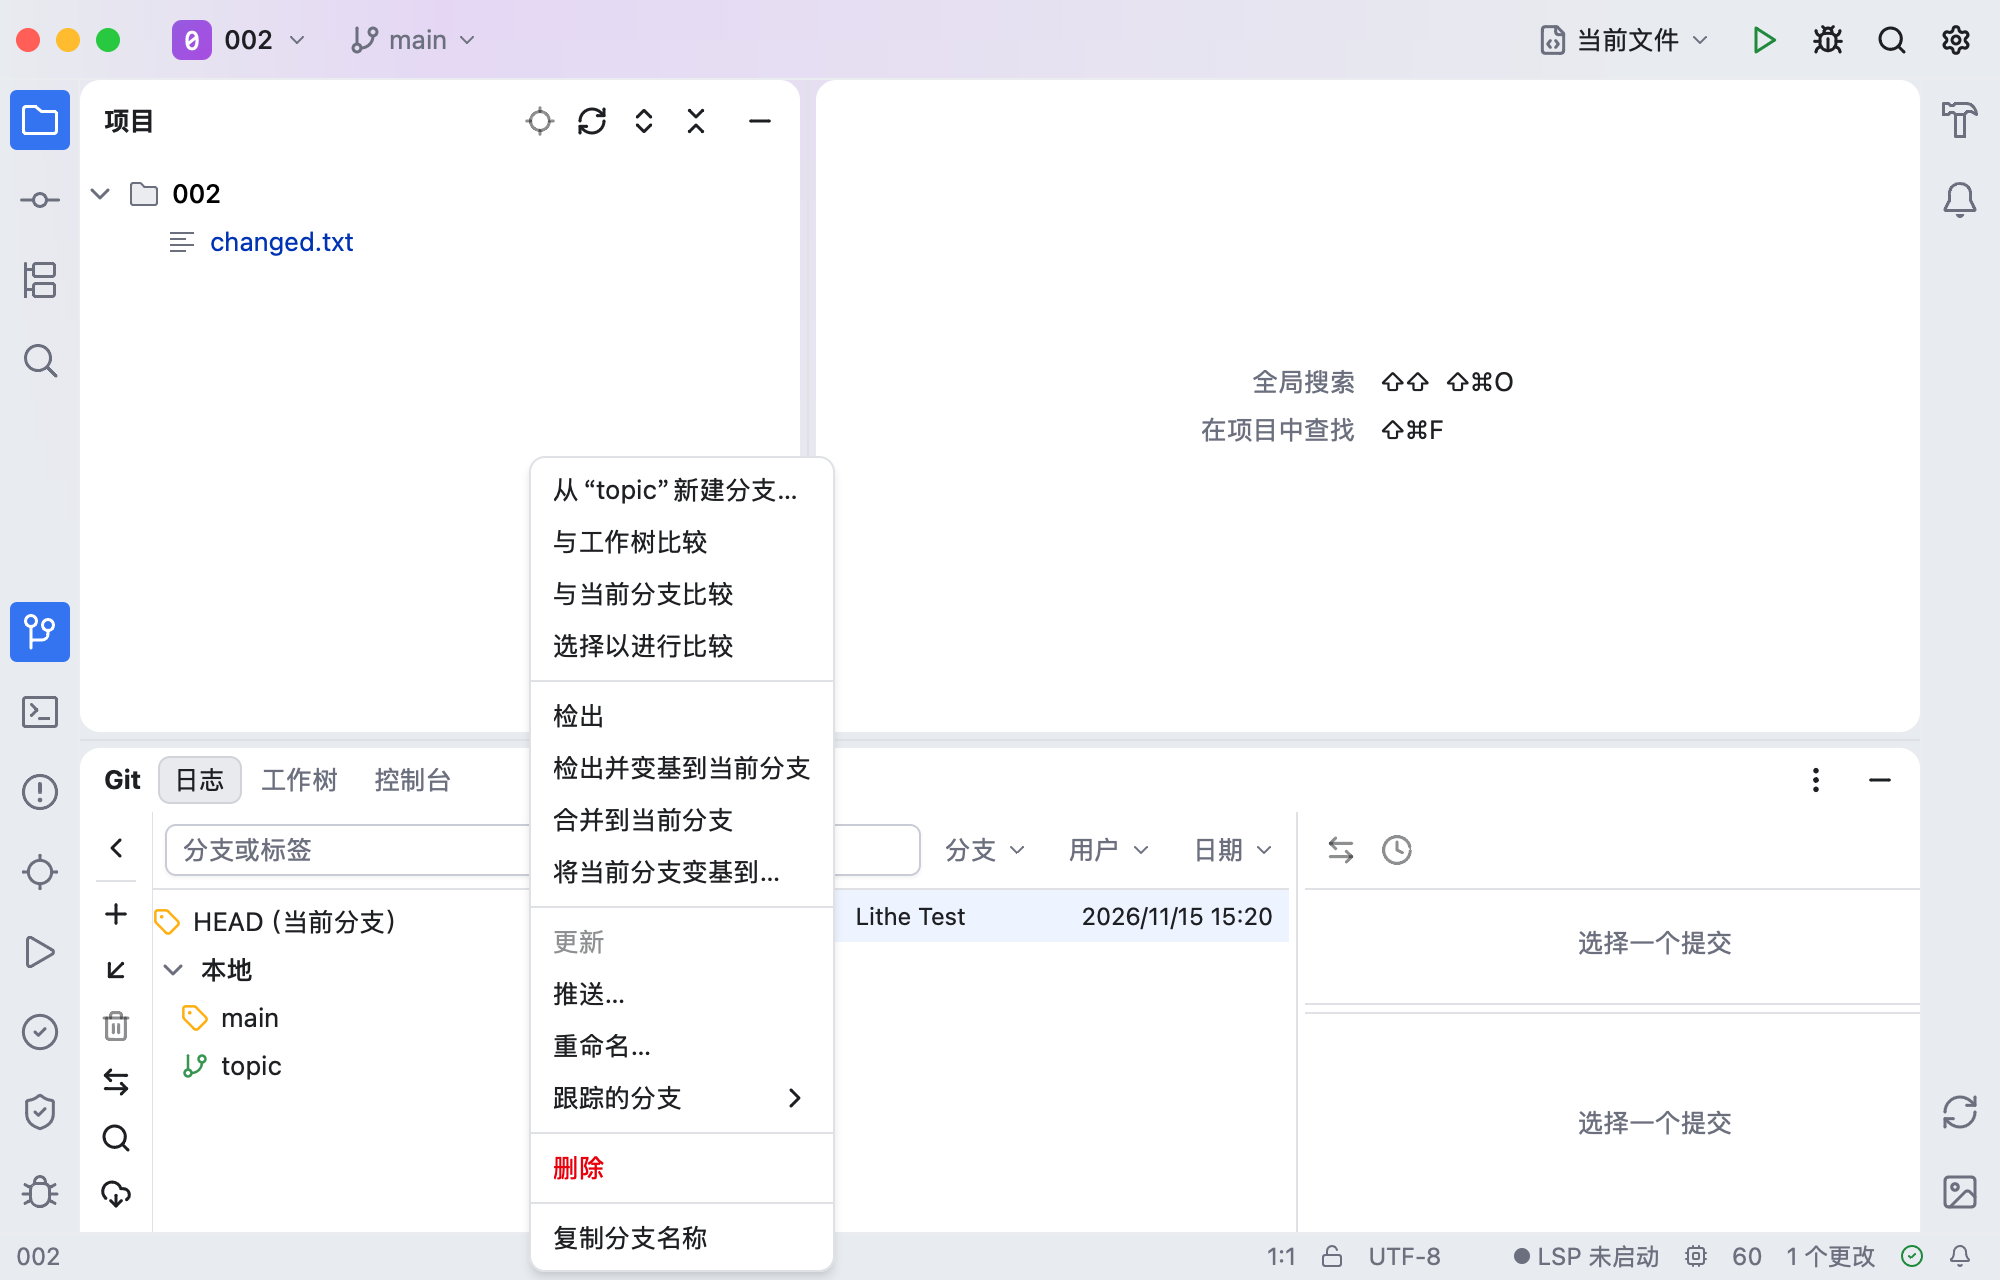 0 002 main 当前文件
项目
002
changed.txt
全局搜索 ⇧⇧ ⇧⌘O
在项目中查找 ⇧⌘F
从 “topic” 新建分支...
与工作树比较
与当前分支比较
选择以进行比较
检出
检出并变基到当前分支
合并到当前分支
将当前分支变基到...
更新
推送...
重命名...
跟踪的分支
删除
复制分支名称
Git 日志 工作树 控制台
分支或标签
分支 用户 日期
HEAD (当前分支)
本地
main
topic
Lithe Test 2026/11/15 15:20
选择一个提交
选择一个提交
002 1:1 UTF-8 LSP 未启动 60 1 个更改